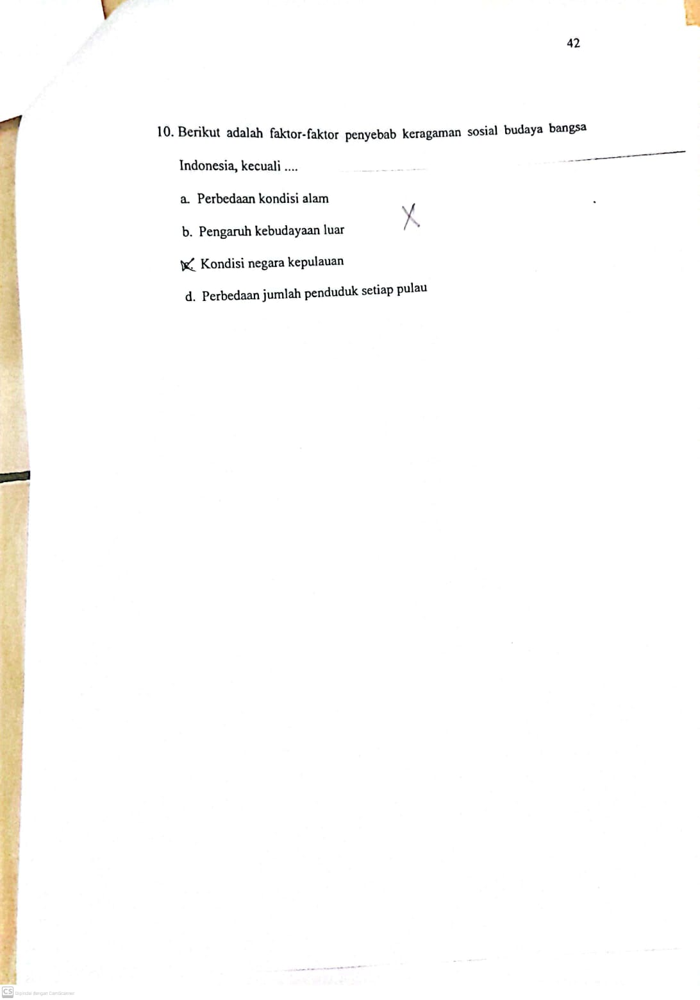 42
10. Berikut adalah faktor-faktor penyebab keragaman sosial budaya bangsa
Indonesia, kecuali ....
a. Perbedaan kondisi alam
X
b. Pengaruh kebudayaan luar
c. Kondisi negara kepulauan
d. Perbedaan jumlah penduduk setiap pulau
CS Dipindai dengan CamScanner